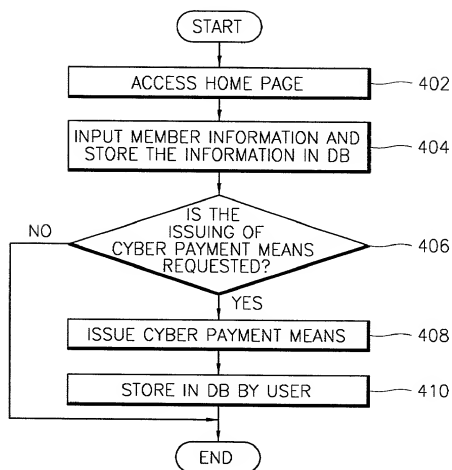 START
ACCESS HOME PAGE
402
INPUT MEMBER INFORMATION AND
STORE THE INFORMATION IN DB
404
IS THE
ISSUING OF
CYBER PAYMENT MEANS
REQUESTED?
406
NO
YES
ISSUE CYBER PAYMENT MEANS
408
STORE IN DB BY USER
410
END